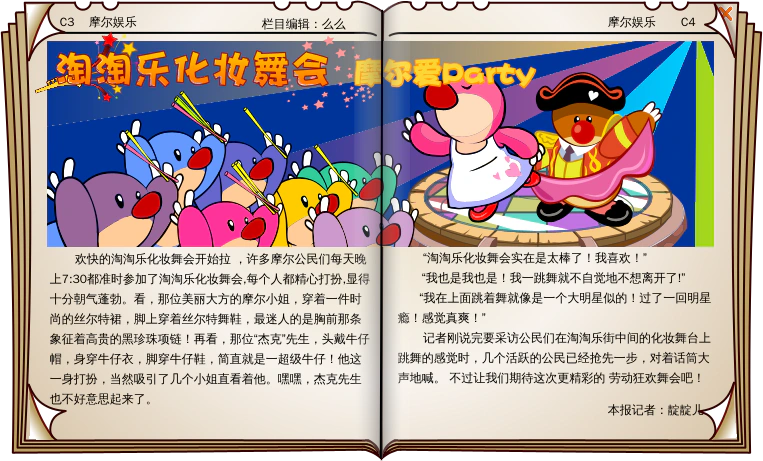 C3 摩尔娱乐 栏目编辑：么么
淘淘乐化妆舞会
欢快的淘淘乐化妆舞会开始拉 ，许多摩尔公民们每天晚
上7:30都准时参加了淘淘乐化妆舞会,每个人都精心打扮,显得
十分朝气蓬勃。看，那位美丽大方的摩尔小姐，穿着一件时
尚的丝尔特裙，脚上穿着丝尔特舞鞋，最迷人的是胸前那条
象征着高贵的黑珍珠项链！再看，那位“杰克”先生，头戴牛仔
帽，身穿牛仔衣，脚穿牛仔鞋，简直就是一超级牛仔！他这
一身打扮，当然吸引了几个小姐直看着他。嘿嘿，杰克先生
也不好意思起来了。
摩尔娱乐 C4
摩尔爱Party
“淘淘乐化妆舞会实在是太棒了！我喜欢！”
“我也是我也是！我一跳舞就不自觉地不想离开了!”
“我在上面跳着舞就像是一个大明星似的！过了一回明星
瘾！感觉真爽！”
记者刚说完要采访公民们在淘淘乐街中间的化妆舞台上
跳舞的感觉时，几个活跃的公民已经抢先一步，对着话筒大
声地喊。 不过让我们期待这次更精彩的 劳动狂欢舞会吧！
本报记者：靛靛儿